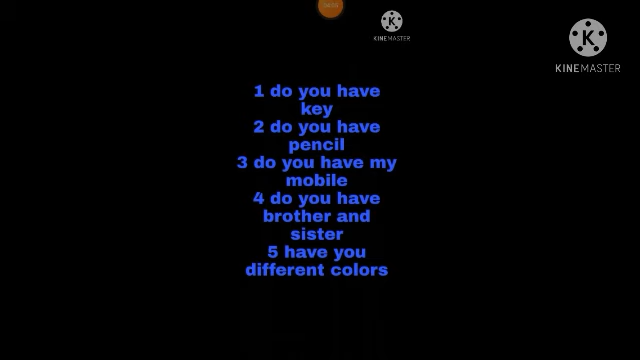 KINEMASTER
KINEMASTER
1 do you have
key
2 do you have
pencil
3 do you have my
mobile
4 do you have
brother and
sister
5 have you
different colors